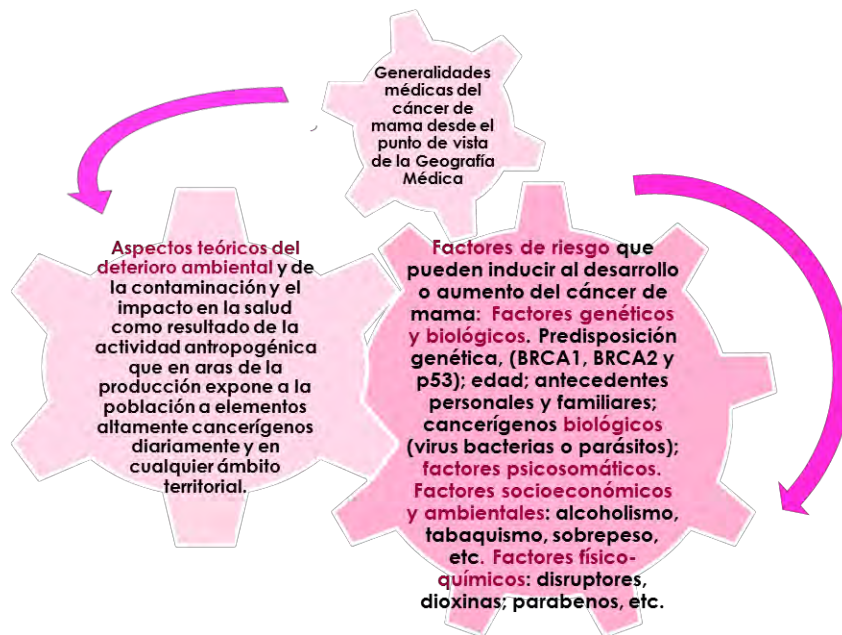 Generalidades
médicas del
cáncer de
mama desde el
punto de vista
de la Geografía
Médica
Aspectos teóricos del
deterioro ambiental y de
la contaminación y el
impacto en la salud
como resultado de la
actividad antropogénica
que en aras de la
producción expone a la
población a elementos
altamente cancerígenos
diariamente y en
cualquier ámbito
territorial.
Factores de riesgo que
pueden inducir al desarrollo
o aumento del cáncer de
mama: Factores genéticos
y biológicos. Predisposición
genética, (BRCA1, BRCA2 y
p53); edad; antecedentes
personales y familiares;
cancerígenos biológicos
(virus bacterias o parásitos);
factores psicosomáticos.
Factores socioeconómicos
y ambientales: alcoholismo,
tabaquismo, sobrepeso,
etc. Factores físico-
químicos: disruptores,
dioxinas; parabenos, etc.